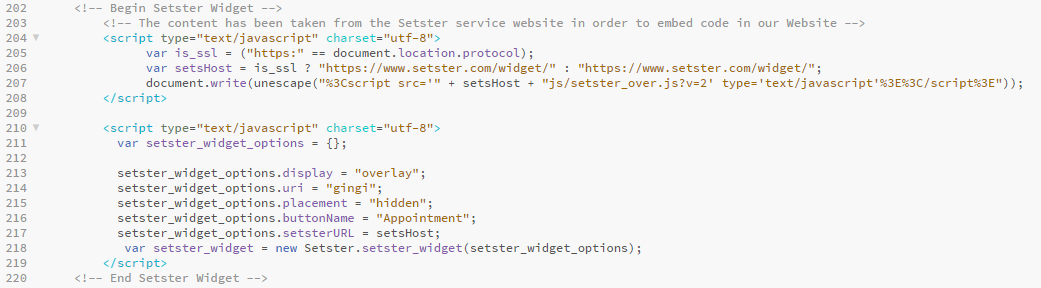 202 <!-- Begin Setster Widget -->
203 <!-- The content has been taken from the Setster service website in order to embed code in our Website -->
204 <script type="text/javascript" charset="utf-8">
205 var is_ssl = ("https:" == document.location.protocol);
206 var setsHost = is_ssl ? "https://www.setster.com/widget/" : "https://www.setster.com/widget/";
207 document.write(unescape("%3Cscript src='" + setsHost + "js/setster_over.js?v=2' type='text/javascript'%3E%3C/script%3E"));
208 </script>
209
210 <script type="text/javascript" charset="utf-8">
211 var setster_widget_options = {};
212
213 setster_widget_options.display = "overlay";
214 setster_widget_options.uri = "gingi";
215 setster_widget_options.placement = "hidden";
216 setster_widget_options.buttonName = "Appointment";
217 setster_widget_options.setsterURL = setsHost;
218 var setster_widget = new Setster.setster_widget(setster_widget_options);
219 </script>
220 <!-- End Setster Widget -->